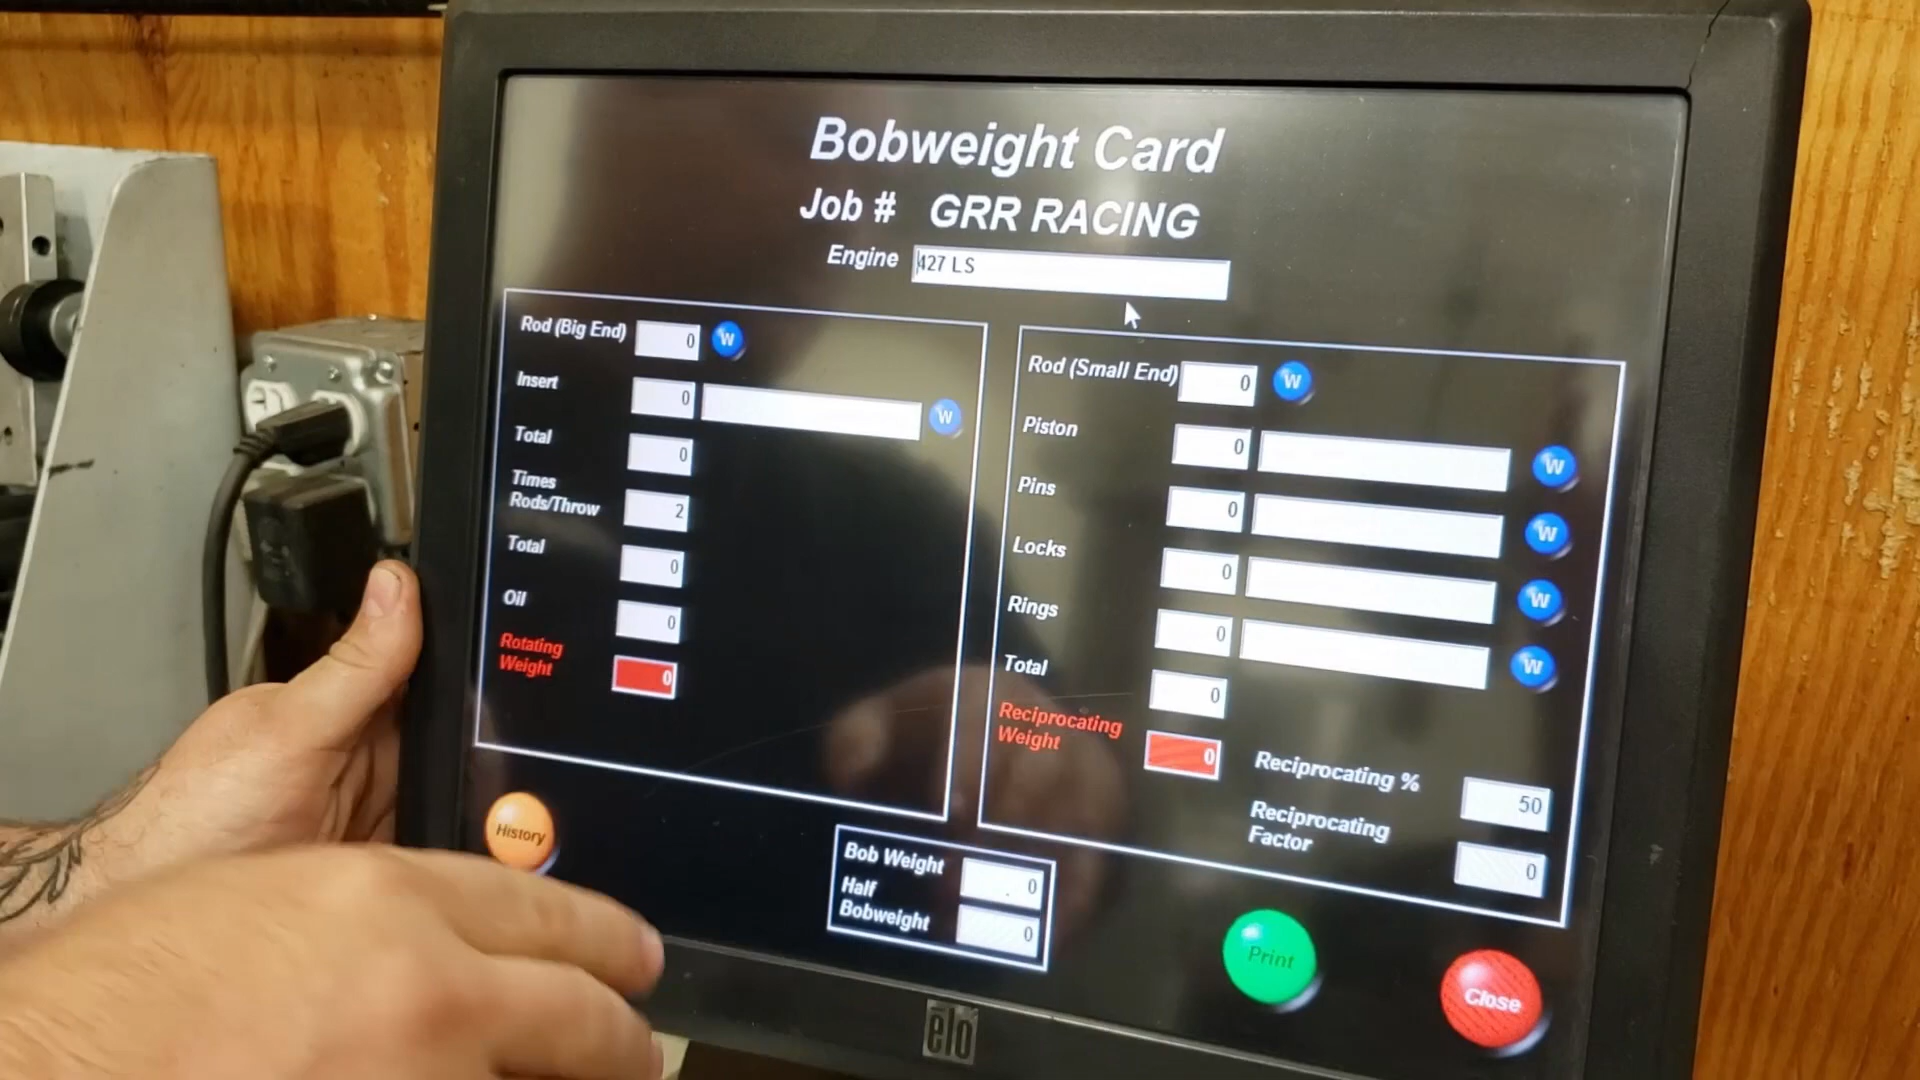 Bobweight Card
Job # GRR RACING
Engine 427 LS
Rod (Big End) 0 W
Insert 0 W
Total 0
Times
Rods/Throw 2
Total 0
Oil 0
Rotating
Weight 0
Rod (Small End) 0 W
Piston 0 W
Pins 0 W
Locks 0 W
Rings 0 W
Total 0
Reciprocating
Weight 0
Reciprocating % 50
Reciprocating
Factor 0
History
Bob Weight 0
Half
Bobweight 0
Print
Close
elo